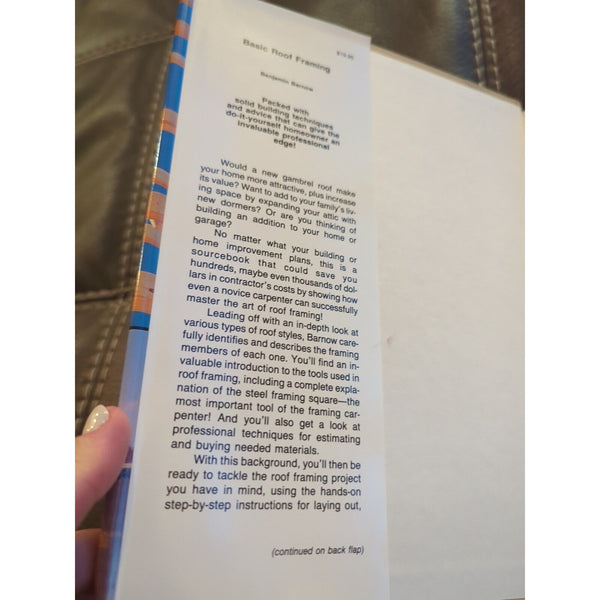 Basic Roof Framing
Benjamin Barnow
Packed with
solid building techniques
and advice that can give the
do-it-yourself homeowner an
invaluable professional
edge!
Would a new gambrel roof make
your home more attractive, plus increase
its value? Want to add to your family's liv-
ing space by expanding your attic with
new dormers? Or are you thinking of
building an addition to your home or
garage?
No matter what your building or
home improvement plans, this is a
sourcebook that could save you
hundreds, maybe even thousands of dol-
lars in contractor's costs by showing how
even a novice carpenter can successfully
master the art of roof framing!
Leading off with an in-depth look at
various types of roof styles, Barnow care-
fully identifies and describes the framing
members of each one. You'll find an in-
valuable introduction to the tools used in
roof framing, including a complete expla-
nation of the steel framing square—the
most important tool of the framing car-
penter! And you'll also get a look at
professional techniques for estimating
and buying needed materials.
With this background, you'll then be
ready to tackle the roof framing project
you have in mind, using the hands-on
step-by-step instructions for laying out,
(continued on back flap)